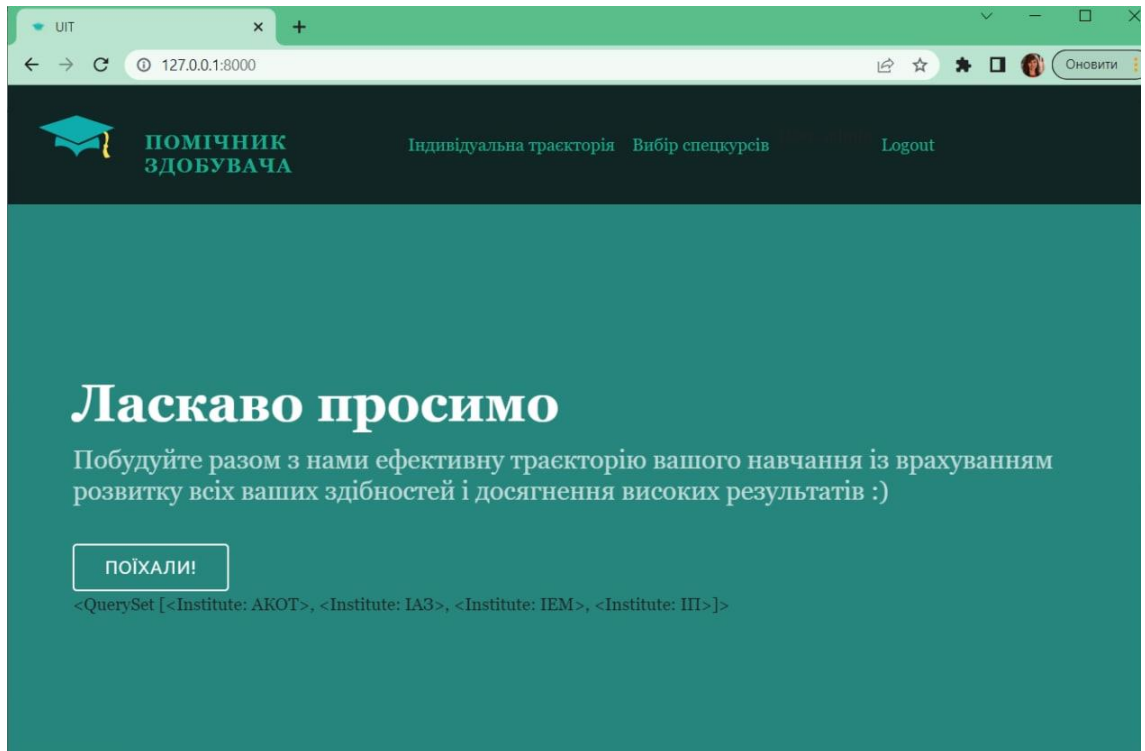 UIT
127.0.0.1:8000
Оновити
ПОМІЧНИК
ЗДОБУВАЧА
Індивідуальна траєкторія Вибір спецкурсів Logout
Ласкаво просимо
Побудуйте разом з нами ефективну траєкторію вашого навчання із врахуванням
розвитку всіх ваших здібностей і досягнення високих результатів :)
ПОЇХАЛИ!
<QuerySet [<Institute: АКОТ>, <Institute: ІАЗ>, <Institute: ІЕМ>, <Institute: ІП>]>